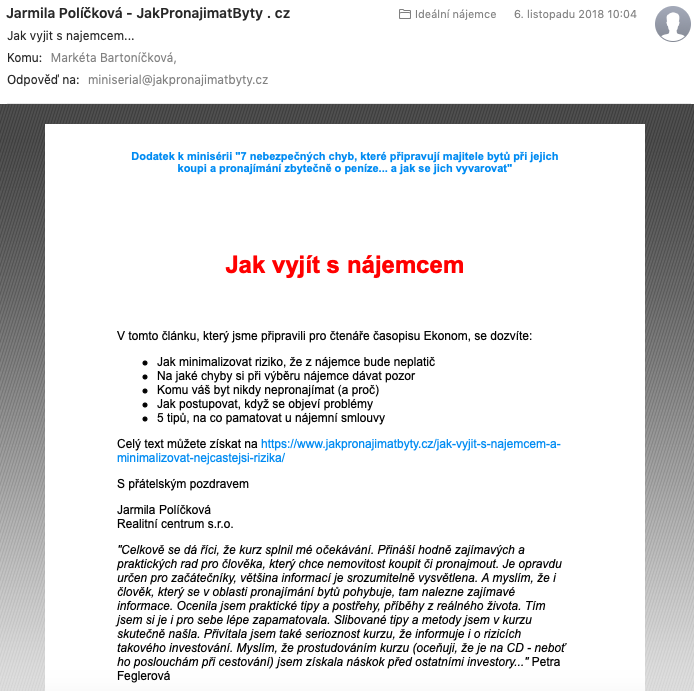 Jarmila Políčková - JakPronajimatByty . cz
Ideální nájemce
6. listopadu 2018 10:04
Jak vyjit s najemcem...
Komu: Markéta Bartoníčková,
Odpověď na: miniserial@jakpronajimatbyty.cz
Dodatek k minisérii "7 nebezpečných chyb, které připravují majitele bytů při jejich
koupi a pronajímání zbytečně o peníze... a jak se jich vyvarovat"
Jak vyjít s nájemcem
V tomto článku, který jsme připravili pro čtenáře časopisu Ekonom, se dozvíte:
• Jak minimalizovat riziko, že z nájemce bude neplatič
• Na jaké chyby si při výběru nájemce dávat pozor
• Komu váš byt nikdy nepronajímat (a proč)
• Jak postupovat, když se objeví problémy
• 5 tipů, na co pamatovat u nájemní smlouvy
Celý text můžete získat na https://www.jakpronajimatbyty.cz/jak-vyjit-s-najemcem-a-
minimalizovat-nejcastejsi-rizika/
S přátelským pozdravem
Jarmila Políčková
Realitní centrum s.r.o.
"Celkově se dá říci, že kurz splnil mé očekávání. Přináší hodně zajímavých a
praktických rad pro člověka, který chce nemovitost koupit či pronajmout. Je opravdu
určen pro začátečníky, většina informací je srozumitelně vysvětlena. A myslím, že i
člověk, který se v oblasti pronajímání bytů pohybuje, tam nalezne zajímavé
informace. Ocenila jsem praktické tipy a postřehy, příběhy z reálného života. Tím
jsem si je i pro sebe lépe zapamatovala. Slibované tipy a metody jsem v kurzu
skutečně našla. Přivítala jsem také serioznost kurzu, že informuje i o rizicích
takového investování. Myslím, že prostudováním kurzu (oceňuji, že je na CD - neboť
ho poslouchám při cestování) jsem získala náskok před ostatními investory..." Petra
Feglerová